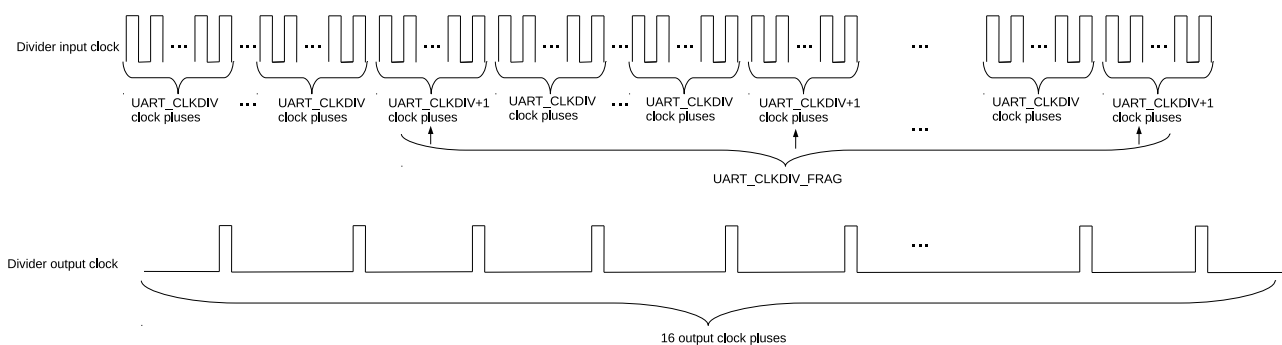 Divider input clock
...
UART_CLKDIV
clock pluses
...
UART_CLKDIV
clock pluses
UART_CLKDIV+1
clock pluses
UART_CLKDIV
clock pluses
...
UART_CLKDIV
clock pluses
UART_CLKDIV+1
clock pluses
...
UART_CLKDIV
clock pluses
UART_CLKDIV+1
clock pluses
UART_CLKDIV_FRAG
Divider output clock
...
16 output clock pluses